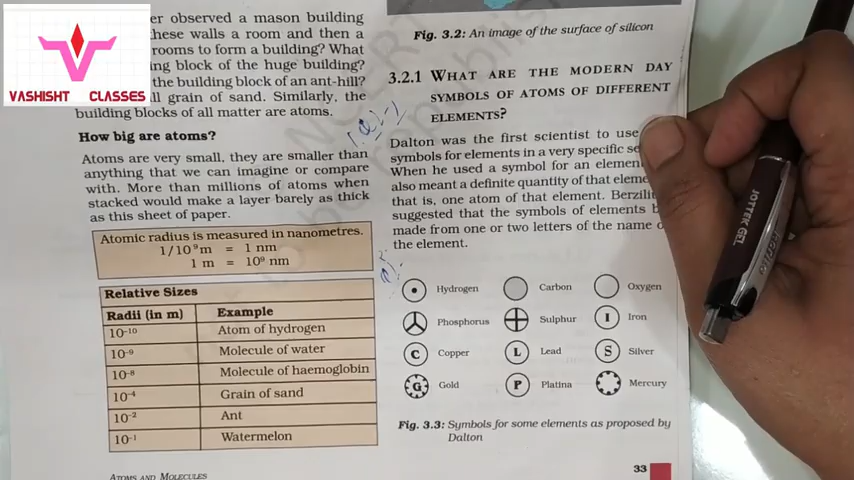 VASHISHT CLASSES
er observed a mason building
these walls a room and then a
rooms to form a building? What
ing block of the huge building?
the building block of an ant-hill?
ll grain of sand. Similarly, the
building blocks of all matter are atoms.
How big are atoms?
Atoms are very small, they are smaller than
anything that we can imagine or compare
with. More than millions of atoms when
stacked would make a layer barely as thick
as this sheet of paper.
Atomic radius is measured in nanometres.
1/10⁹ m = 1 nm
1 m = 10⁹ nm
Relative Sizes
Radii (in m) Example
10⁻¹⁰ Atom of hydrogen
10⁻⁹ Molecule of water
10⁻⁸ Molecule of haemoglobin
10⁻⁴ Grain of sand
10⁻² Ant
10⁻¹ Watermelon
ATOMS AND MOLECULES
Fig. 3.2: An image of the surface of silicon
3.2.1 WHAT ARE THE MODERN DAY
SYMBOLS OF ATOMS OF DIFFERENT
ELEMENTS?
Dalton was the first scientist to use
symbols for elements in a very specific se
When he used a symbol for an elemen
also meant a definite quantity of that eleme
that is, one atom of that element. Berzili
suggested that the symbols of elements b
made from one or two letters of the name o
the element.
Hydrogen Carbon Oxygen
Phosphorus Sulphur I Iron
C Copper L Lead S Silver
G Gold P Platina Mercury
Fig. 3.3: Symbols for some elements as proposed by
Dalton
33
JOTTEK GEL